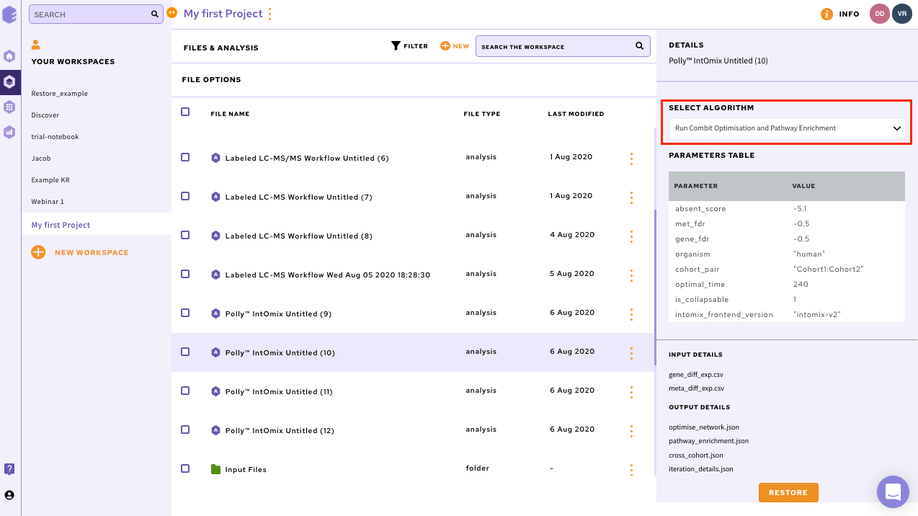 SEARCH
My first Project
INFO
DD
VR
YOUR WORKSPACES
Restore_example
Discover
trial-notebook
Jacob
Example KR
Webinar 1
My first Project
NEW WORKSPACE
FILES & ANALYSIS
FILTER
NEW
SEARCH THE WORKSPACE
FILE OPTIONS
FILE NAME FILE TYPE LAST MODIFIED
A Labeled LC-MS/MS Workflow Untitled (6) analysis 1 Aug 2020
A Labeled LC-MS Workflow Untitled (7) analysis 1 Aug 2020
A Labeled LC-MS Workflow Untitled (8) analysis 4 Aug 2020
A Labeled LC-MS Workflow Wed Aug 05 2020 18:28:30 analysis 5 Aug 2020
A Polly™ IntOmix Untitled (9) analysis 6 Aug 2020
A Polly™ IntOmix Untitled (10) analysis 6 Aug 2020
A Polly™ IntOmix Untitled (11) analysis 6 Aug 2020
A Polly™ IntOmix Untitled (12) analysis 6 Aug 2020
Input Files folder -
DETAILS
Polly™ IntOmix Untitled (10)
SELECT ALGORITHM
Run Combit Optimisation and Pathway Enrichment
PARAMETERS TABLE
PARAMETER VALUE
absent_score -5.1
met_fdr -0.5
gene_fdr -0.5
organism "human"
cohort_pair "Cohort1:Cohort2"
optimal_time 240
is_collapsable 1
intomix_frontend_version "intomix-v2"
INPUT DETAILS
gene_diff_exp.csv
meta_diff_exp.csv
OUTPUT DETAILS
optimise_network.json
pathway_enrichment.json
cross_cohort.json
iteration_details.json
RESTORE